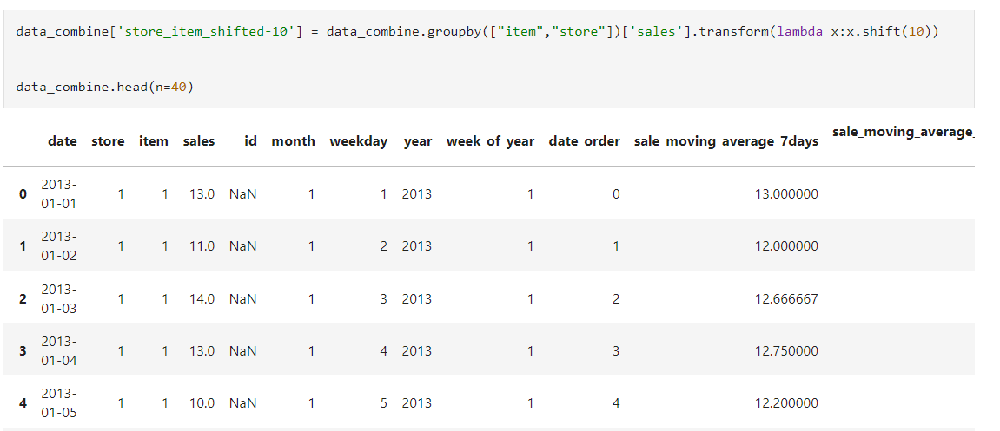 data_combine['store_item_shifted-10'] = data_combine.groupby(["item","store"])['sales'].transform(lambda x:x.shift(10))
data_combine.head(n=40)
date store item sales id month weekday year week_of_year date_order sale_moving_average_7days sale_moving_average_
0 2013-01-01 1 1 13.0 NaN 1 1 2013 1 0 13.000000
1 2013-01-02 1 1 11.0 NaN 1 2 2013 1 1 12.000000
2 2013-01-03 1 1 14.0 NaN 1 3 2013 1 2 12.666667
3 2013-01-04 1 1 13.0 NaN 1 4 2013 1 3 12.750000
4 2013-01-05 1 1 10.0 NaN 1 5 2013 1 4 12.200000